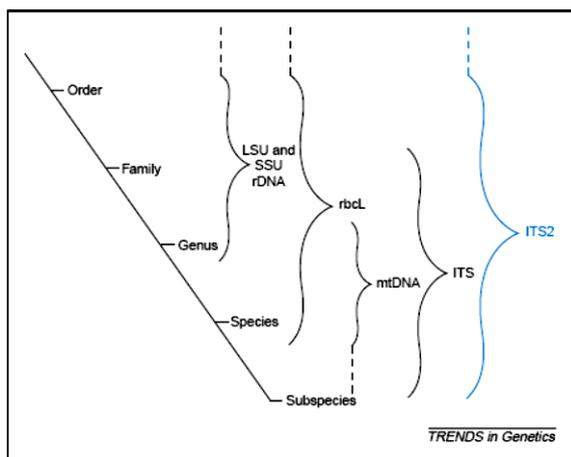 Order
LSU and
SSU
rDNA
Family
rbcL
ITS2
Genus
mtDNA
ITS
Species
Subspecies
TRENDS in Genetics